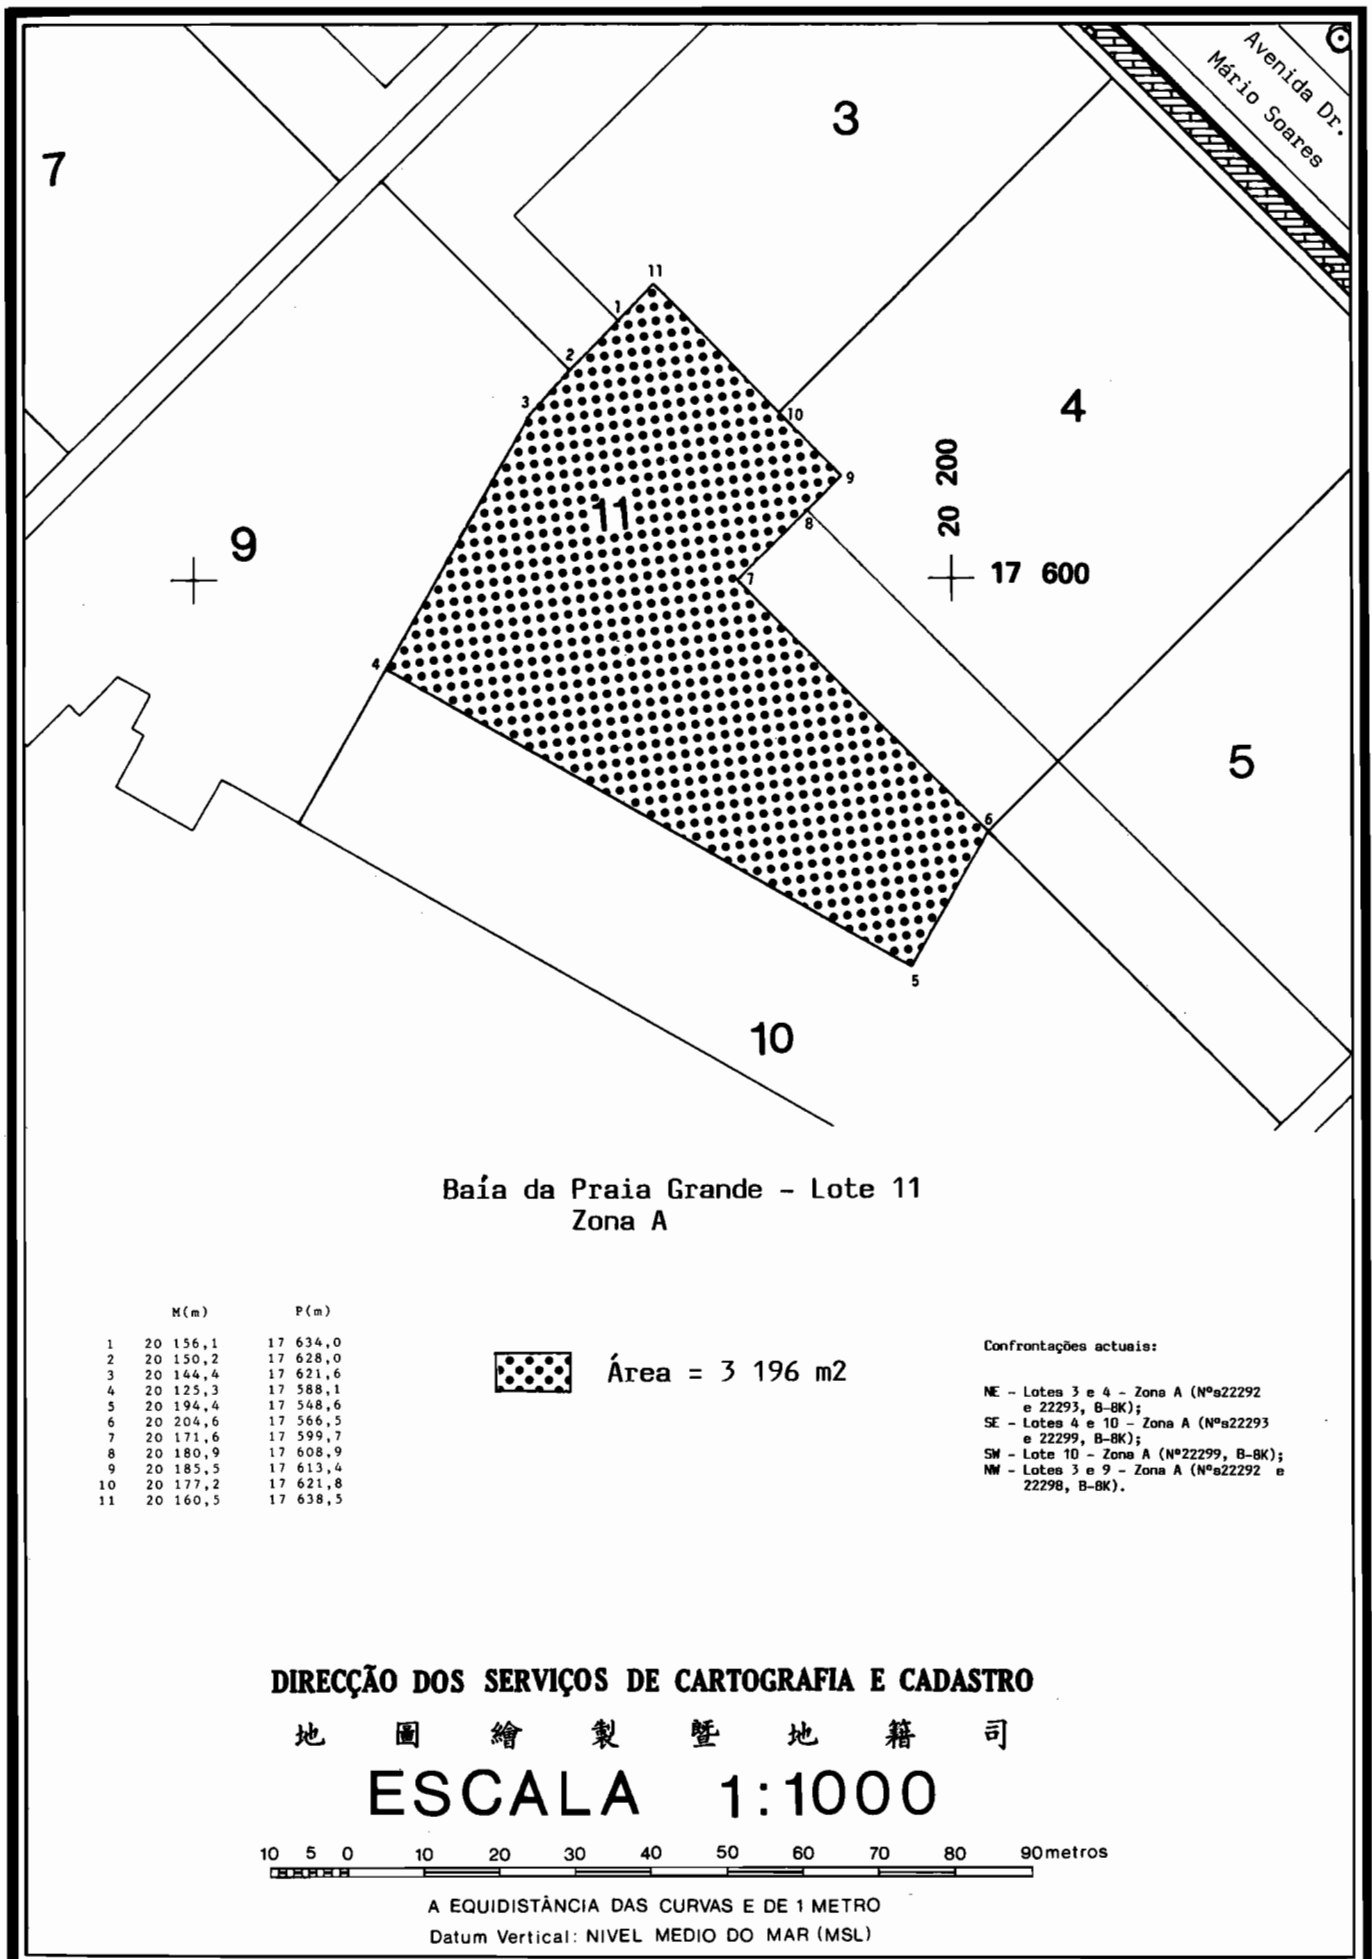 Avenida Dr.
Mário Soares
3
7
11
1
2
3
10
4
9
20 200
11
8
9
17 600
7
4
5
6
5
10
Baía da Praia Grande - Lote 11
Zona A
M(m) P(m)
1 20 156,1 17 634,0
2 20 150,2 17 628,0
3 20 144,4 17 621,6
4 20 125,3 17 588,1
5 20 194,4 17 548,6
6 20 204,6 17 566,5
7 20 171,6 17 599,7
8 20 180,9 17 608,9
9 20 185,5 17 613,4
10 20 177,2 17 621,8
11 20 160,5 17 638,5
Área = 3 196 m2
Confrontações actuais:
NE - Lotes 3 e 4 - Zona A (Nºs22292
e 22293, B-8K);
SE - Lotes 4 e 10 - Zona A (Nºs22293
e 22299, B-8K);
SW - Lote 10 - Zona A (Nº22299, B-8K);
NW - Lotes 3 e 9 - Zona A (Nºs22292 e
22298, B-8K).
DIRECÇÃO DOS SERVIÇOS DE CARTOGRAFIA E CADASTRO
地圖繪製暨地籍司
ESCALA 1:1000
10 5 0 10 20 30 40 50 60 70 80 90metros
A EQUIDISTÂNCIA DAS CURVAS E DE 1 METRO
Datum Vertical: NIVEL MEDIO DO MAR (MSL)